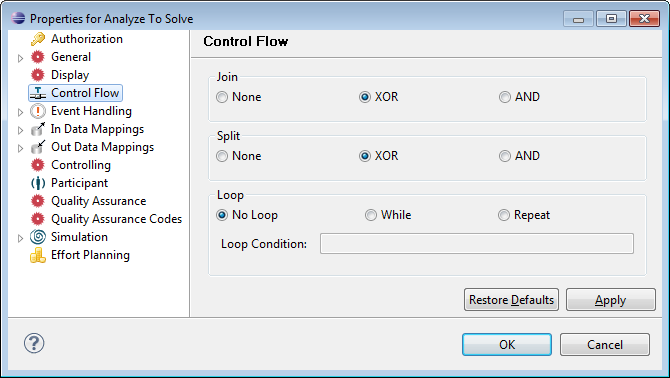 Properties for Analyze To Solve
Authorization
General
Display
Control Flow
Event Handling
In Data Mappings
Out Data Mappings
Controlling
Participant
Quality Assurance
Quality Assurance Codes
Simulation
Effort Planning
Control Flow
Join
None XOR AND
Split
None XOR AND
Loop
No Loop While Repeat
Loop Condition:
Restore Defaults Apply
? OK Cancel